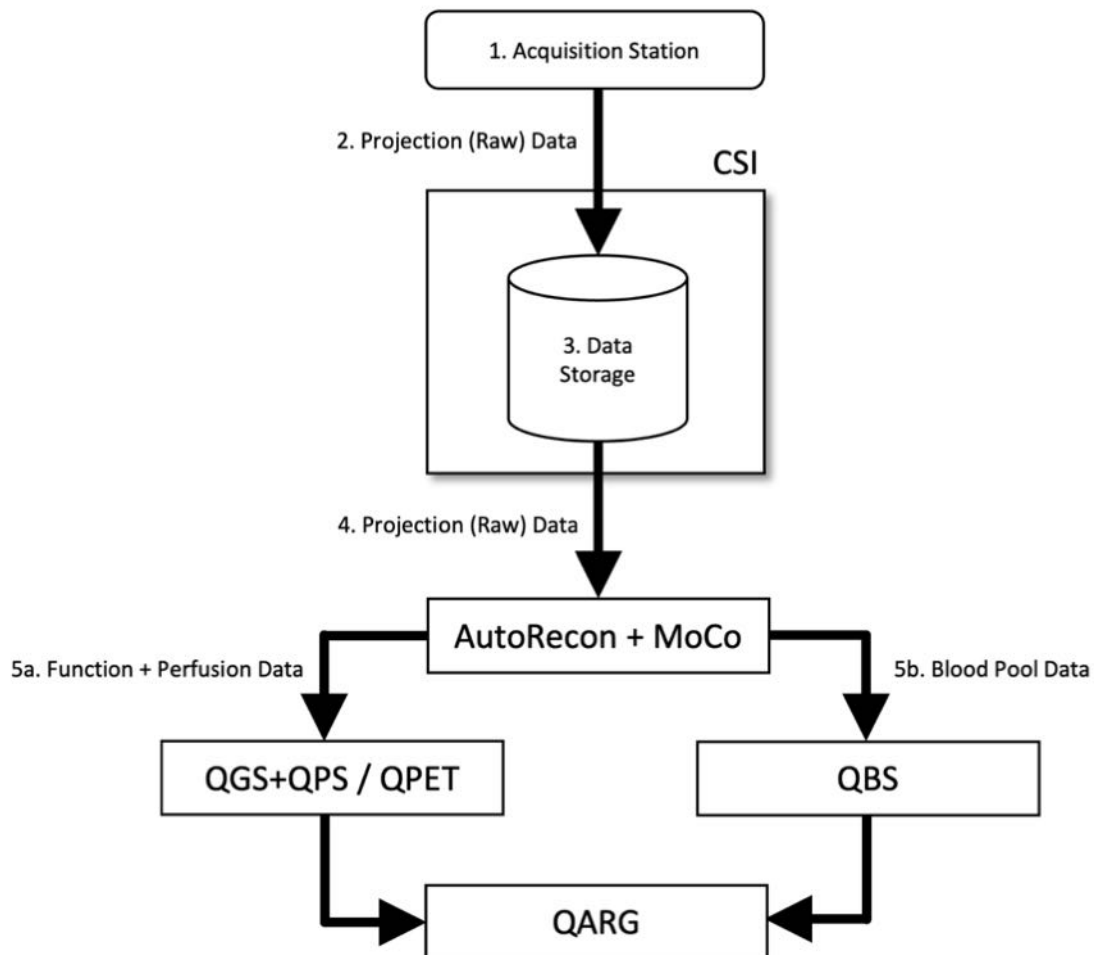 1. Acquisition Station
2. Projection (Raw) Data
CSI
3. Data
Storage
4. Projection (Raw) Data
AutoRecon + MoCo
5a. Function + Perfusion Data
5b. Blood Pool Data
QGS+QPS / QPET
QBS
QARG